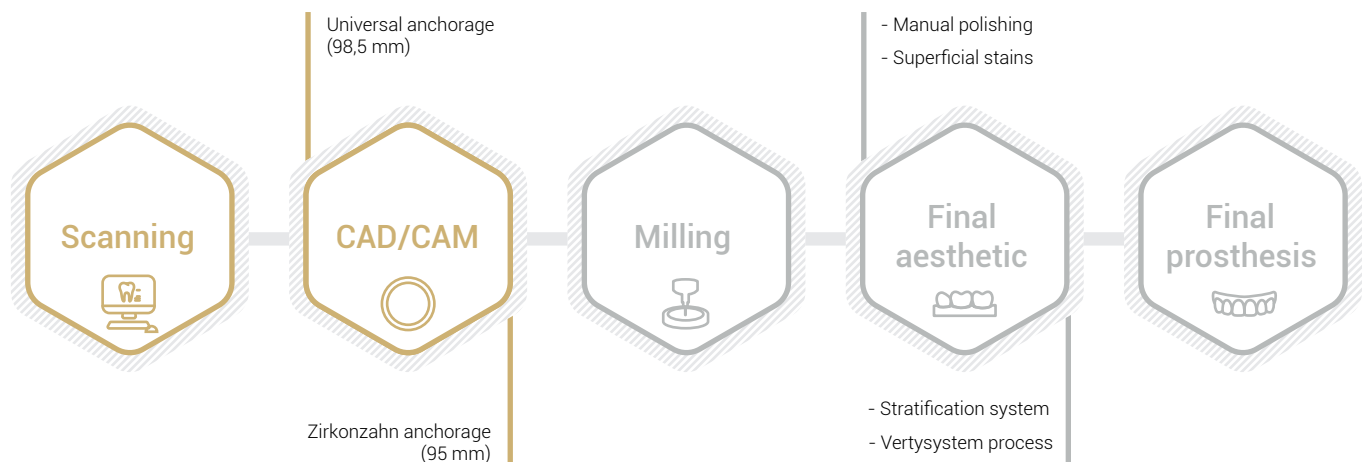 Universal anchorage
(98,5 mm)
- Manual polishing
- Superficial stains
Scanning
CAD/CAM
Milling
Final
aesthetic
Final
prosthesis
Zirkonzahn anchorage
(95 mm)
- Stratification system
- Vertysystem process